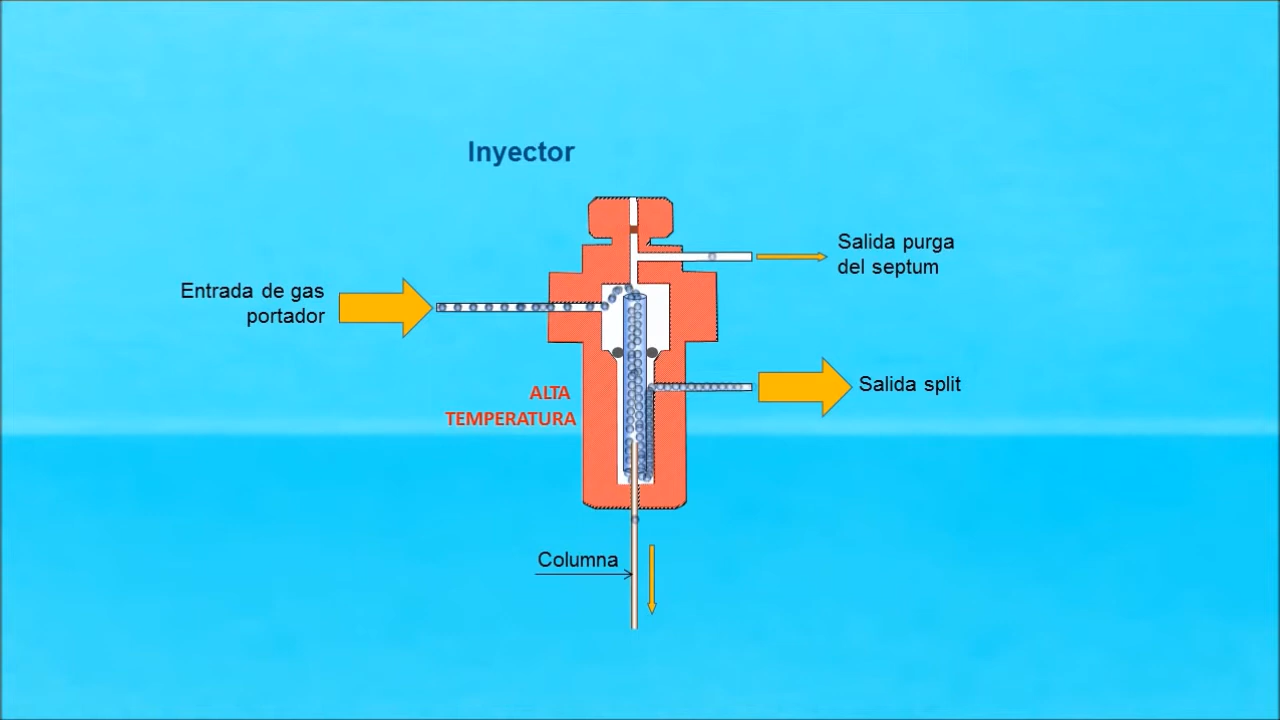 Inyector
Salida purga
del septum
Entrada de gas
portador
Salida split
ALTA
TEMPERATURA
Columna